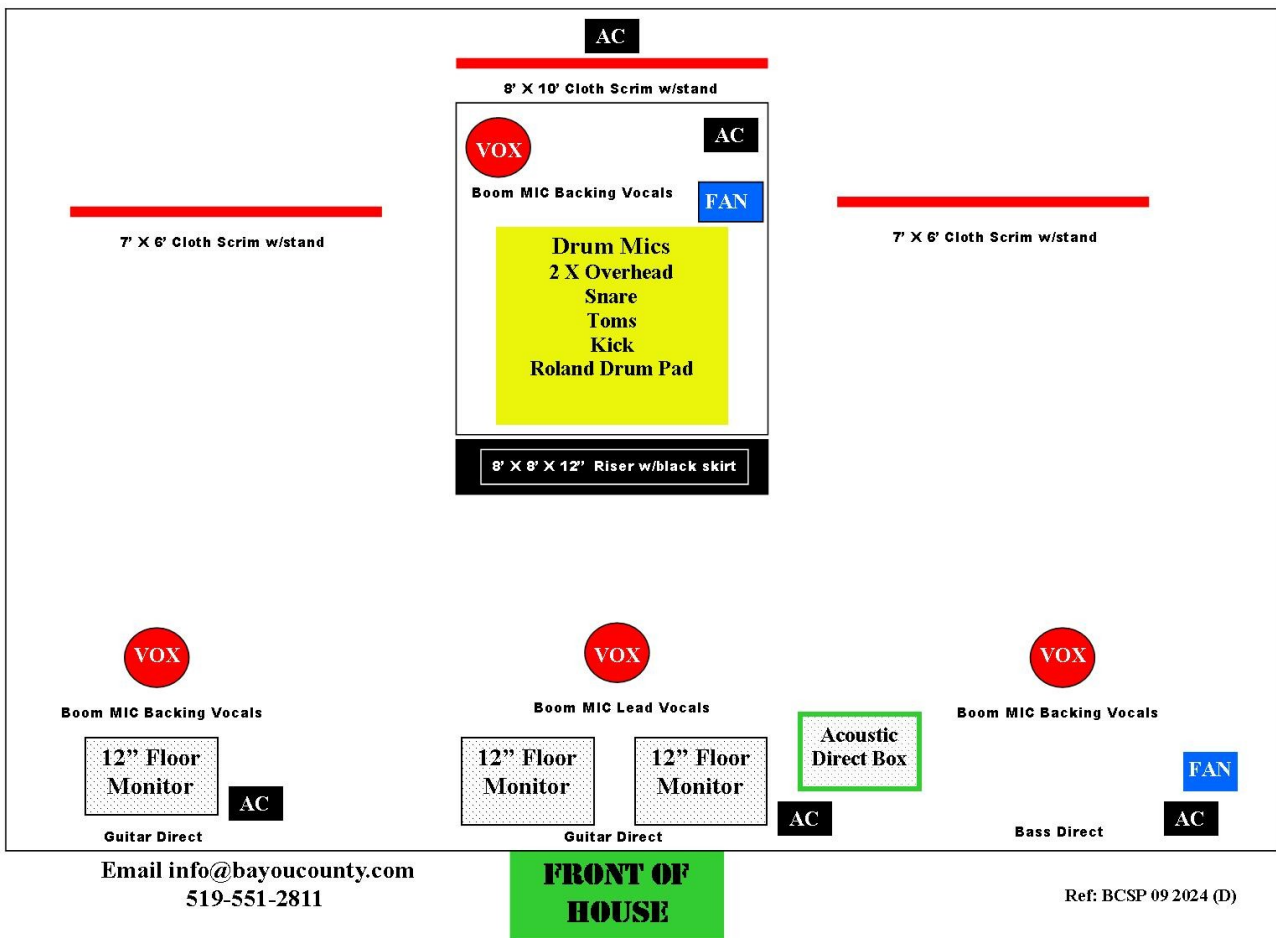 AC
8' X 10' Cloth Scrim w/stand
VOX
AC
Boom MIC Backing Vocals
FAN
7' X 6' Cloth Scrim w/stand
7' X 6' Cloth Scrim w/stand
Drum Mics
2 X Overhead
Snare
Toms
Kick
Roland Drum Pad
8' X 8' X 12" Riser w/black skirt
VOX
Boom MIC Backing Vocals
12" Floor
Monitor
AC
Guitar Direct
VOX
Boom MIC Lead Vocals
12" Floor
Monitor
12" Floor
Monitor
Guitar Direct
AC
Acoustic
Direct Box
VOX
Boom MIC Backing Vocals
FAN
AC
Bass Direct
Email info@bayoucounty.com
519-551-2811
FRONT OF
HOUSE
Ref: BCSP 09 2024 (D)